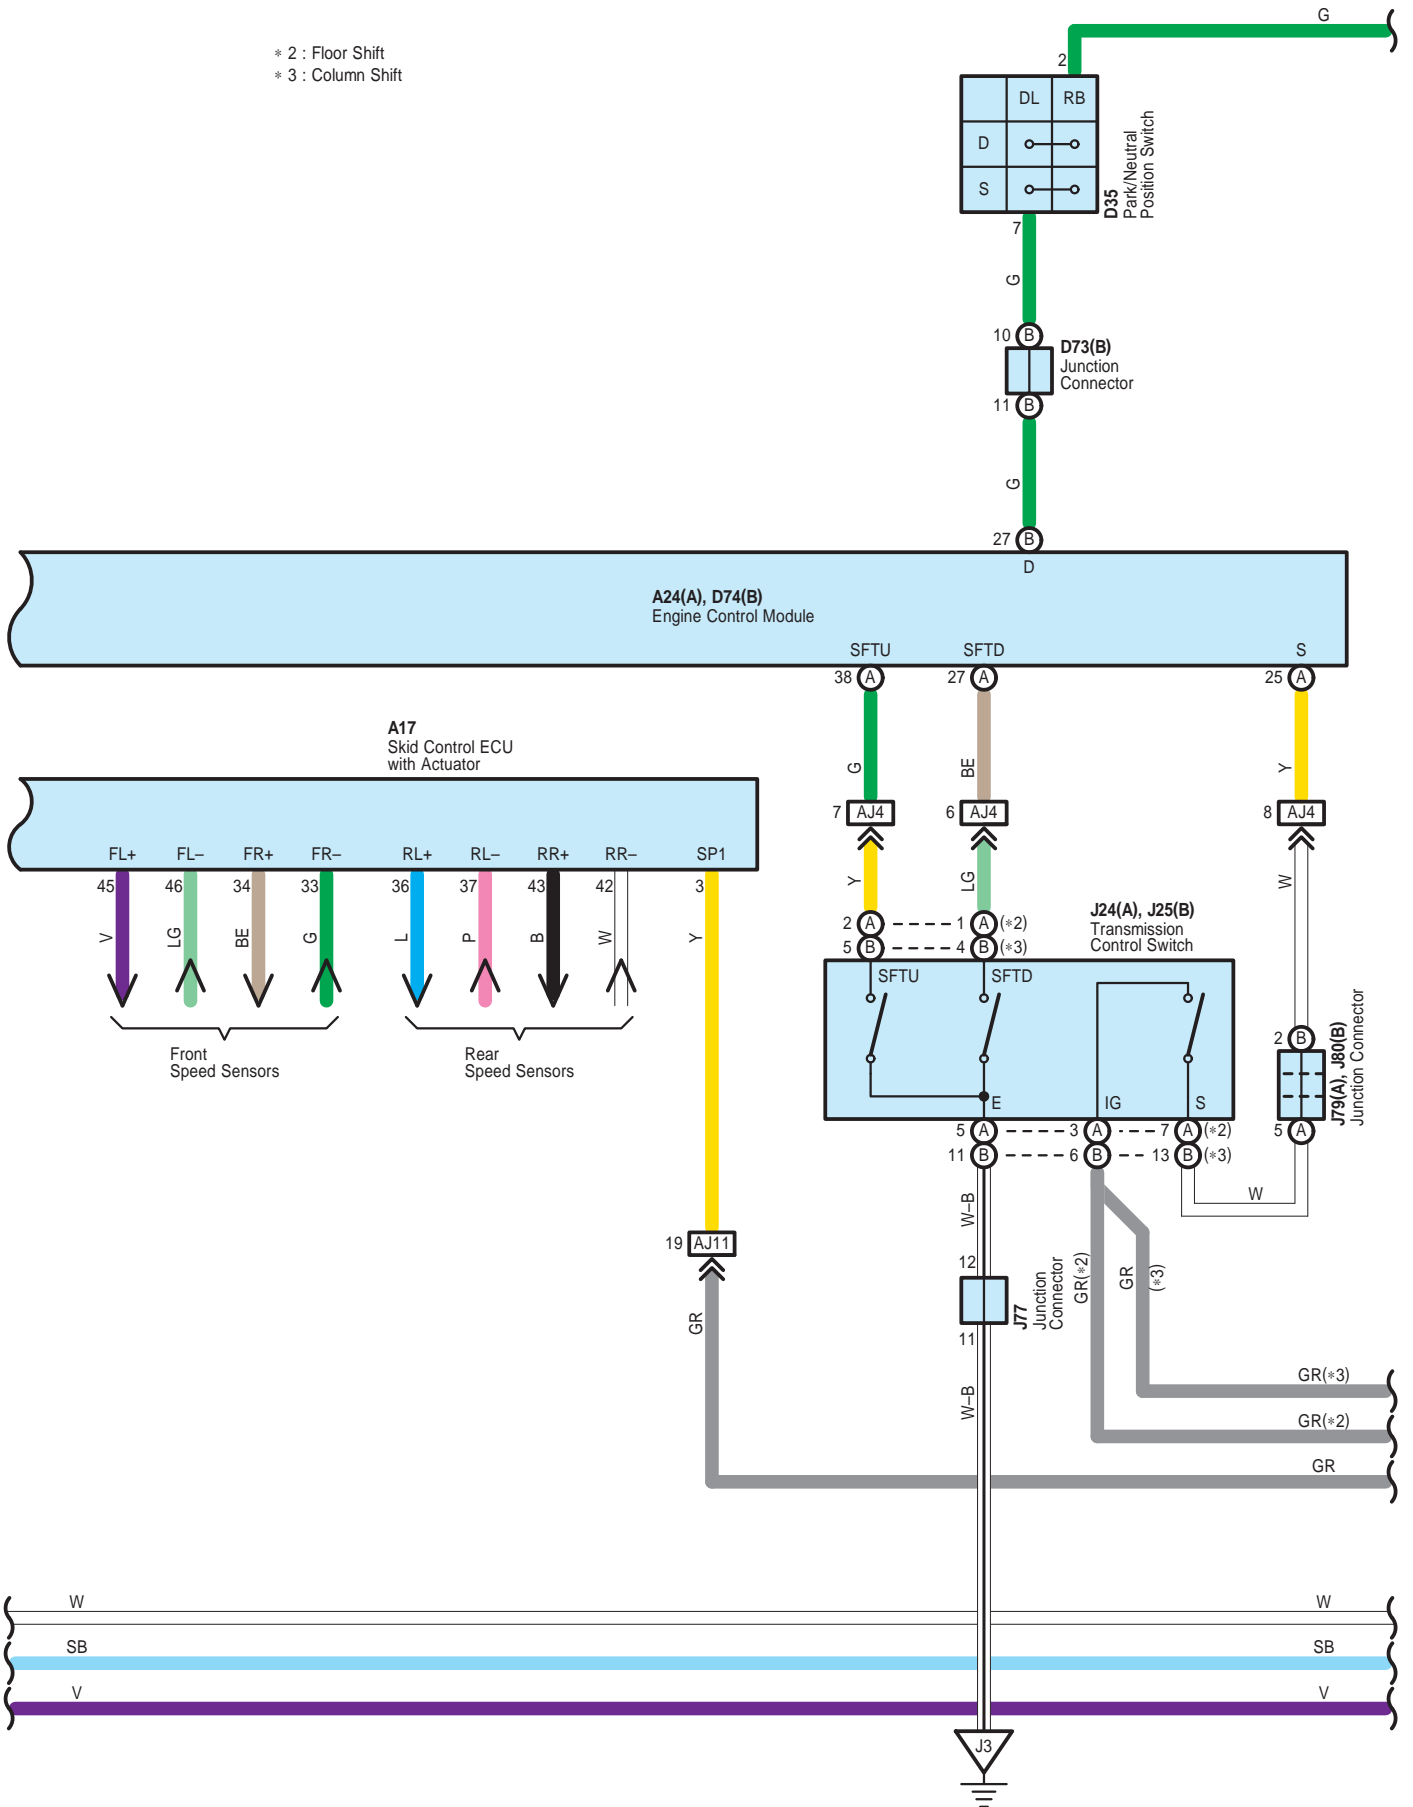 G
* 2 : Floor Shift
* 3 : Column Shift
2
DL RB
D
S
D35
Park/Neutral
Position Switch
7
G
10 B
D73(B)
Junction
Connector
11 B
G
27 B
D
A24(A), D74(B)
Engine Control Module
SFTU SFTD S
38 A 27 A 25 A
A17
Skid Control ECU
with Actuator
G BE Y
7 AJ4 6 AJ4 8 AJ4
FL+ FL– FR+ FR– RL+ RL– RR+ RR– SP1
45 46 34 33 36 37 43 42 3
V LG BE G L P B W Y
Y LG W
2 A 1 A (*2)
5 B 4 B (*3)
J24(A), J25(B)
Transmission
Control Switch
SFTU SFTD
Front
Speed Sensors
Rear
Speed Sensors
2 B
J79(A), J80(B)
Junction Connector
E IG S
5 A 3 A 7 A (*2)
5 A
11 B 6 B 13 B (*3)
W
W–B
19 AJ11
12
J77
Junction
Connector
GR(*2)
GR
(*3)
GR
11
W–B
GR(*3)
GR(*2)
GR
W W
SB SB
V V
J3